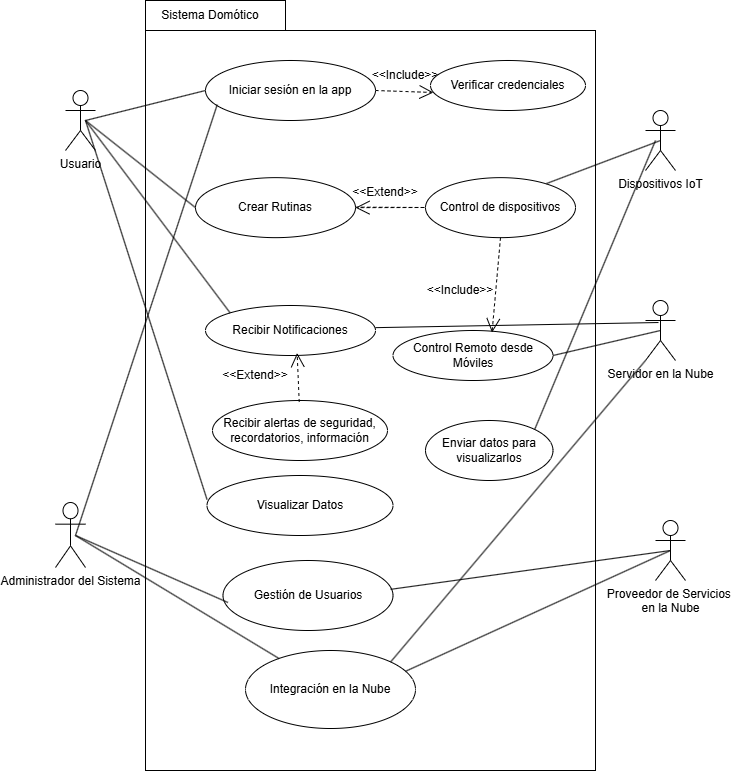 Sistema Domótico
Iniciar sesión en la app
<<Include>>
Verificar credenciales
Usuario
Dispositivos IoT
Crear Rutinas
<<Extend>>
Control de dispositivos
<<Include>>
Recibir Notificaciones
Control Remoto desde
Móviles
Servidor en la Nube
<<Extend>>
Recibir alertas de seguridad,
recordatorios, información
Enviar datos para
visualizarlos
Visualizar Datos
Administrador del Sistema
Gestión de Usuarios
Proveedor de Servicios
en la Nube
Integración en la Nube